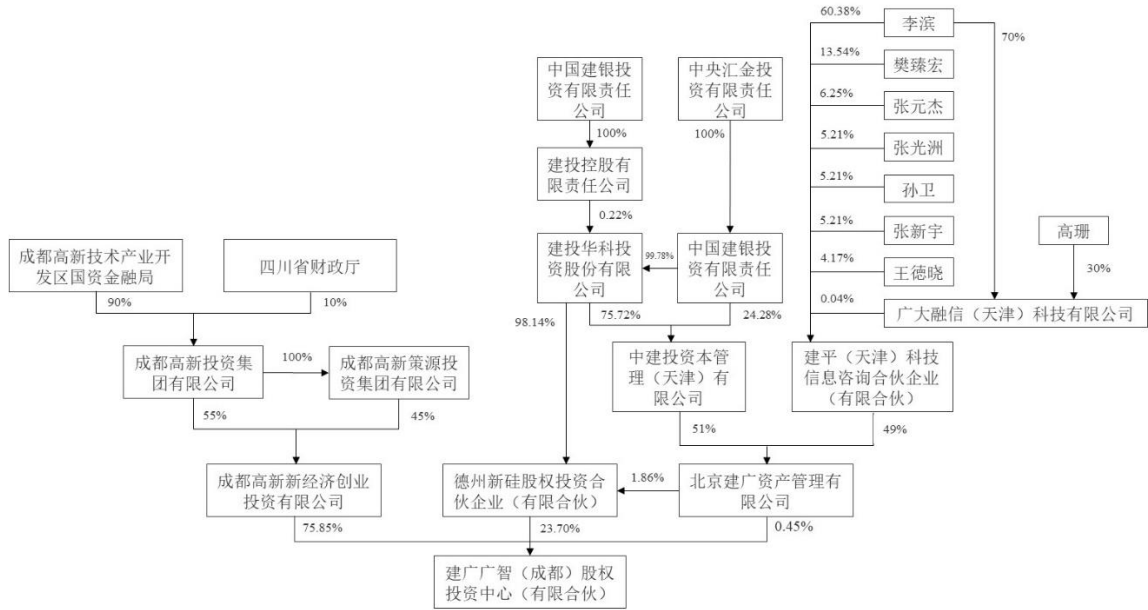 60.38%
李滨
70%
13.54%
樊臻宏
6.25%
张元杰
5.21%
张光洲
5.21%
孙卫
5.21%
张新宇
4.17%
王德晓
0.04%
广大融信（天津）科技有限公司
高珊
30%
中国建银投
资有限责任
公司
中央汇金投
资有限责任
公司
100%
100%
建投控股有
限责任公司
0.22%
建投华科投
资股份有限
公司
99.78%
中国建银投
资有限责任
公司
成都高新技术产业开
发区国资金融局
四川省财政厅
90%
10%
98.14%
75.72%
24.28%
成都高新投资集
团有限公司
100%
成都高新策源投
资集团有限公司
中建投资本管
理（天津）有
限公司
建平（天津）科技
信息咨询合伙企业
（有限合伙）
55%
45%
51%
49%
成都高新新经济创业
投资有限公司
德州新硅股权投资合
伙企业（有限合伙）
1.86%
北京建广资产管理有
限公司
75.85%
23.70%
0.45%
建广广智（成都）股权
投资中心（有限合伙）